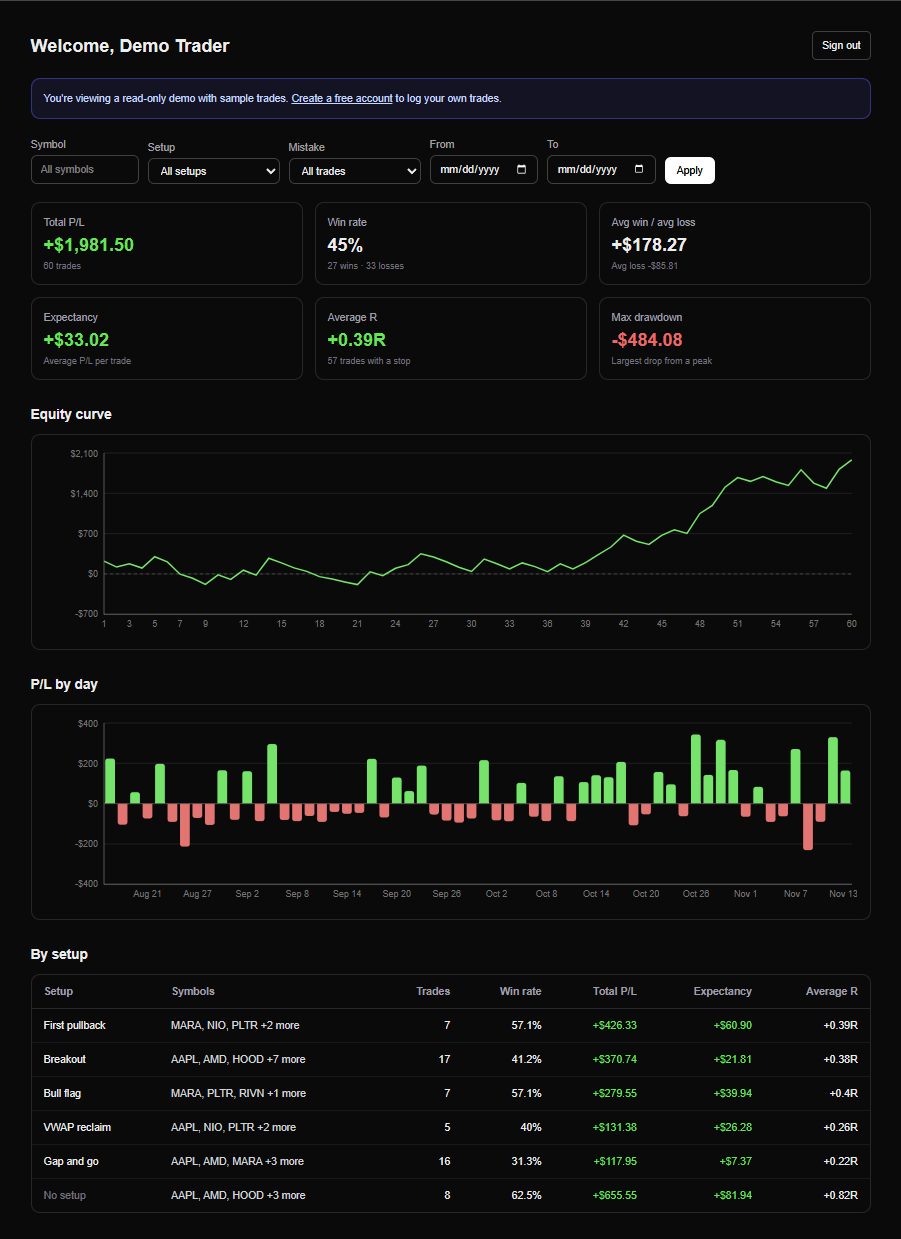 Welcome, Demo Trader
Sign out
You're viewing a read-only demo with sample trades. Create a free account to log your own trades.
Symbol Setup Mistake From To
All symbols All setups All trades mm/dd/yyyy mm/dd/yyyy Apply
Total P/L
+$1,981.50
60 trades
Win rate
45%
27 wins · 33 losses
Avg win / avg loss
+$178.27
Avg loss -$85.81
Expectancy
+$33.02
Average P/L per trade
Average R
+0.39R
57 trades with a stop
Max drawdown
-$484.08
Largest drop from a peak
Equity curve
$2,100
$1,400
$700
$0
-$700
1 3 5 7 9 12 15 18 21 24 27 30 33 36 39 42 45 48 51 54 57 60
P/L by day
$400
$200
$0
-$200
-$400
Aug 21 Aug 27 Sep 2 Sep 8 Sep 14 Sep 20 Sep 26 Oct 2 Oct 8 Oct 14 Oct 20 Oct 26 Nov 1 Nov 7 Nov 13
By setup
Setup Symbols Trades Win rate Total P/L Expectancy Average R
First pullback MARA, NIO, PLTR +2 more 7 57.1% +$426.33 +$60.90 +0.39R
Breakout AAPL, AMD, HOOD +7 more 17 41.2% +$370.74 +$21.81 +0.38R
Bull flag MARA, PLTR, RIVN +1 more 7 57.1% +$279.55 +$39.94 +0.4R
VWAP reclaim AAPL, NIO, PLTR +2 more 5 40% +$131.38 +$26.28 +0.26R
Gap and go AAPL, AMD, MARA +3 more 16 31.3% +$117.95 +$7.37 +0.22R
No setup AAPL, AMD, HOOD +3 more 8 62.5% +$655.55 +$81.94 +0.82R